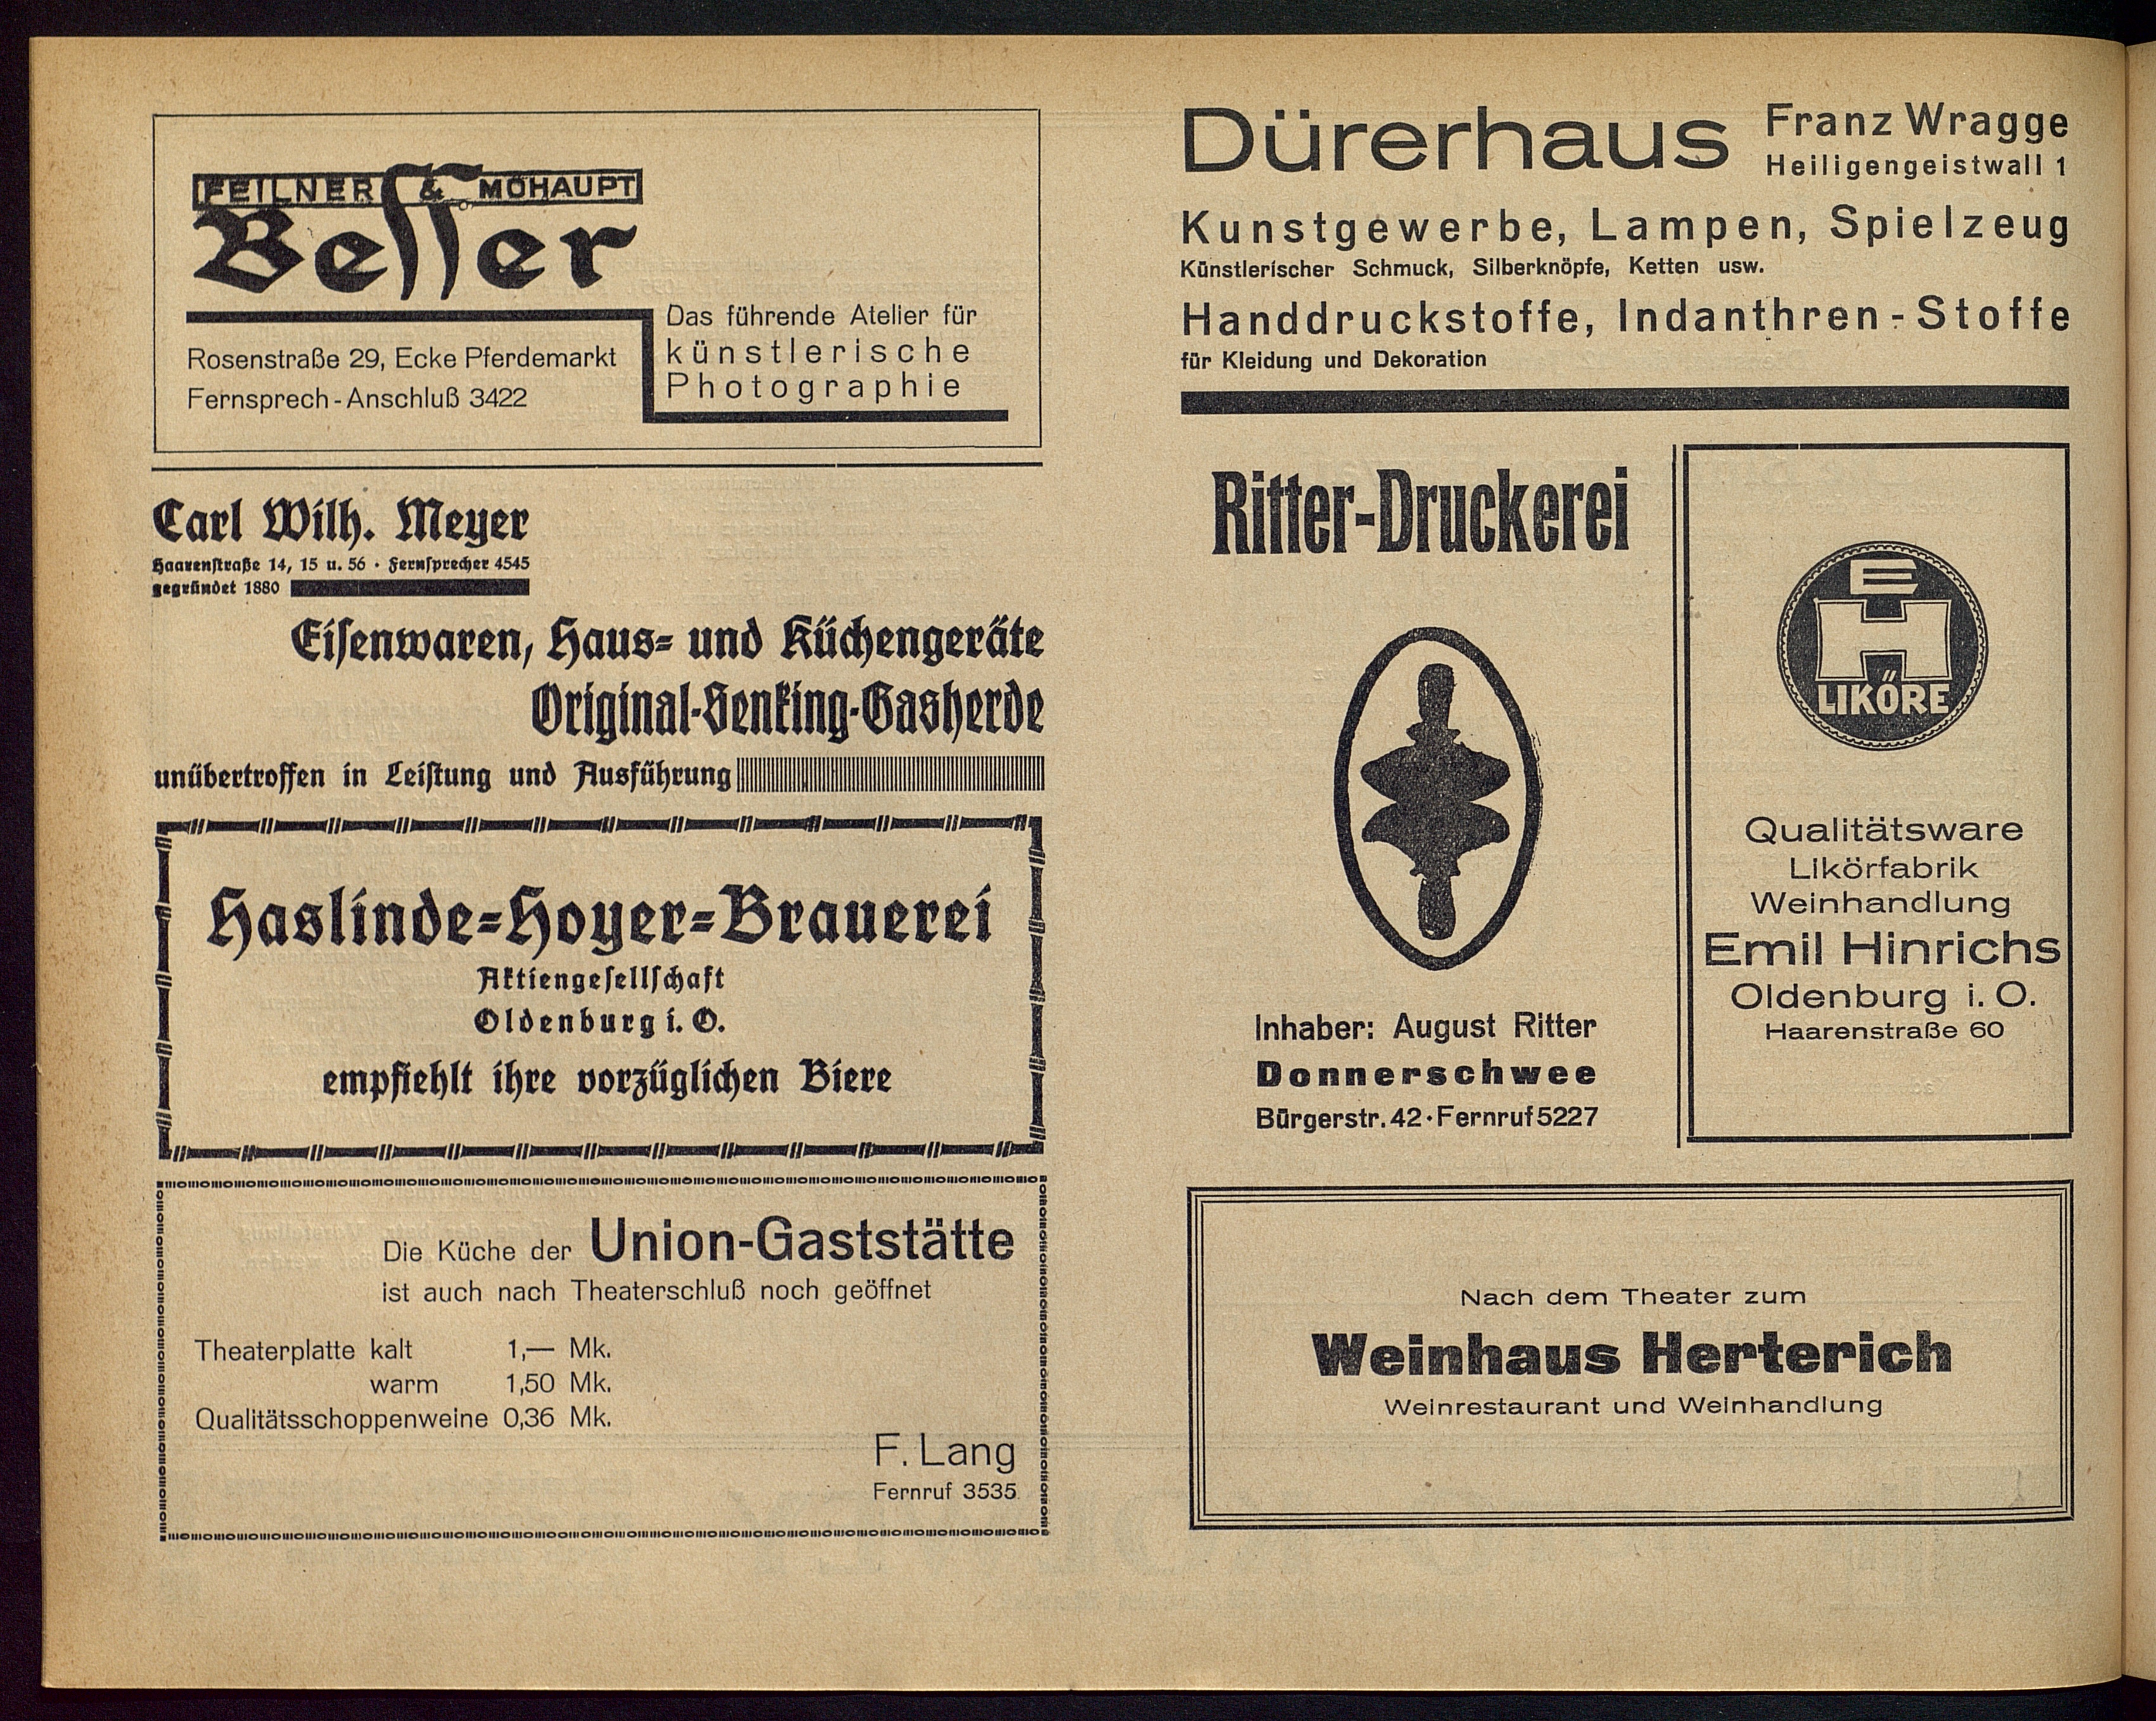 FEILNER & MOHAUPT
Besser
Rosenstraße 29, Ecke Pferdemarkt
Fernsprech-Anschluß 3422
Das führende Atelier für
künstlerische
Photographie
Carl Wilh. Meyer
Haarenstraße 14, 15 u. 56 · Fernsprecher 4545
gegründet 1880
Eisenwaren, Haus- und Küchengeräte
Original-Senking-Gasherde
unübertroffen in Leistung und Ausführung
Haslinde-Hoyer-Brauerei
Aktiengesellschaft
Oldenburg i. O.
empfiehlt ihre vorzüglichen Biere
Die Küche der Union-Gaststätte
ist auch nach Theaterschluß noch geöffnet
Theaterplatte kalt 1,— Mk.
warm 1,50 Mk.
Qualitätsschoppenweine 0,36 Mk.
F. Lang
Fernruf 3535
Dürerhaus
Franz Wragge
Heiligengeistwall 1
Kunstgewerbe, Lampen, Spielzeug
Künstlerischer Schmuck, Silberknöpfe, Ketten usw.
Handdruckstoffe, Indanthren-Stoffe
für Kleidung und Dekoration
Ritter-Druckerei
Inhaber: August Ritter
Donnerschwee
Bürgerstr. 42 · Fernruf 5227
E
H
LIKÖRE
Qualitätsware
Likörfabrik
Weinhandlung
Emil Hinrichs
Oldenburg i. O.
Haarenstraße 60
Nach dem Theater zum
Weinhaus Herterich
Weinrestaurant und Weinhandlung